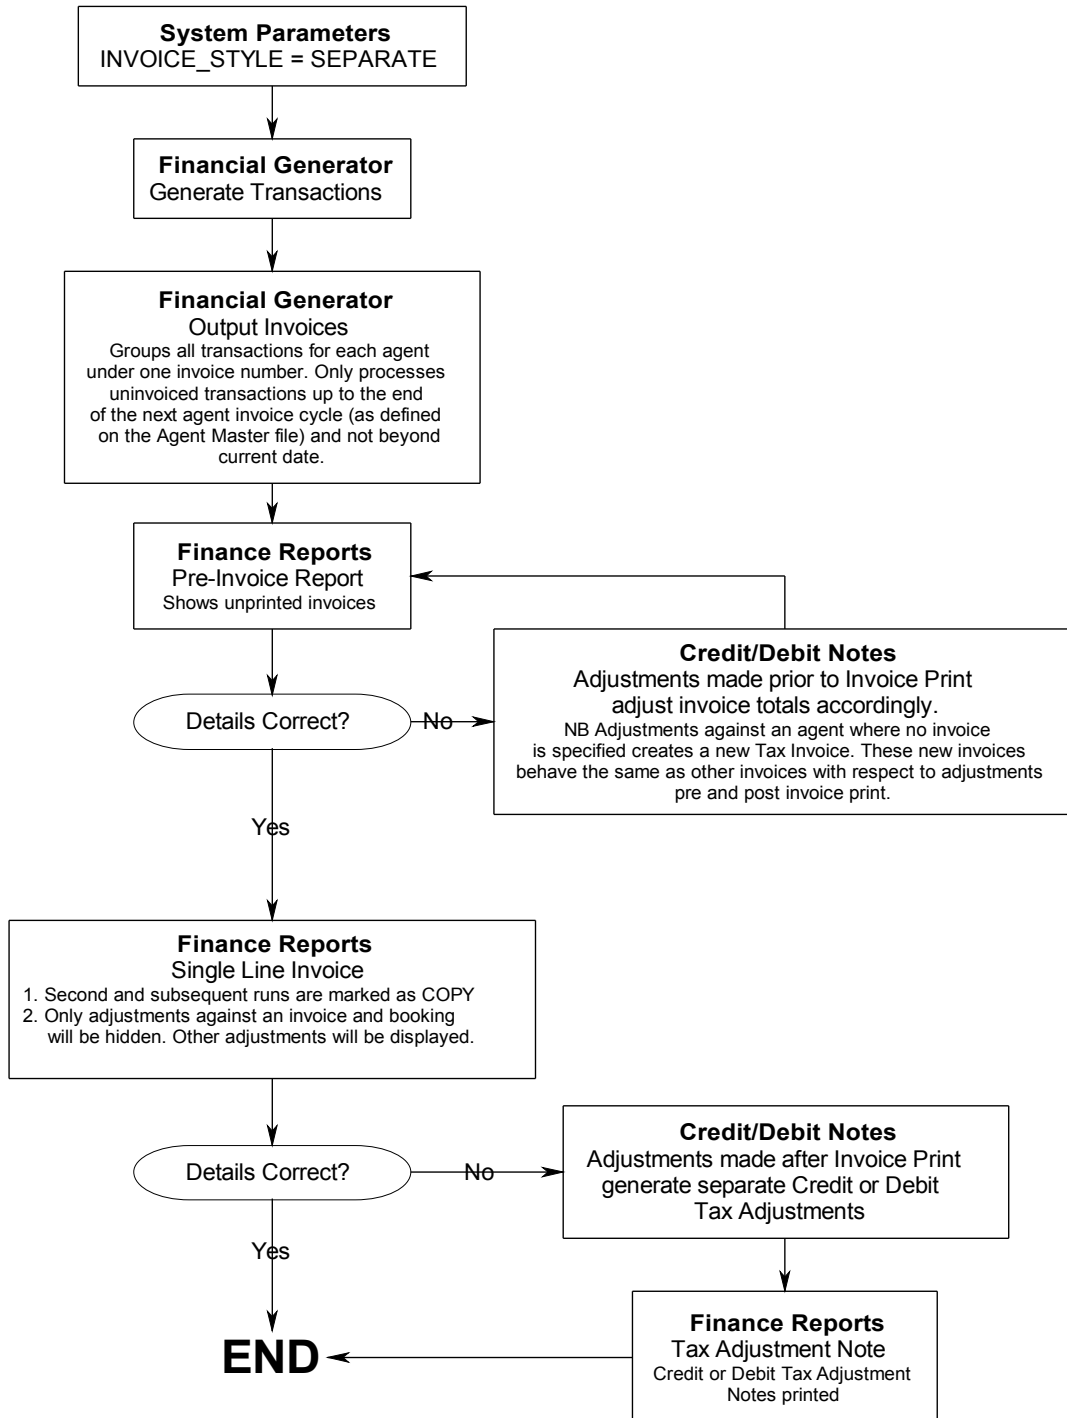 System Parameters
INVOICE_STYLE = SEPARATE
Financial Generator
Generate Transactions
Financial Generator
Output Invoices
Groups all transactions for each agent
under one invoice number. Only processes
uninvoiced transactions up to the end
of the next agent invoice cycle (as defined
on the Agent Master file) and not beyond
current date.
Finance Reports
Pre-Invoice Report
Shows unprinted invoices
Details Correct?
No
Credit/Debit Notes
Adjustments made prior to Invoice Print
adjust invoice totals accordingly.
NB Adjustments against an agent where no invoice
is specified creates a new Tax Invoice. These new invoices
behave the same as other invoices with respect to adjustments
pre and post invoice print.
Yes
Finance Reports
Single Line Invoice
1. Second and subsequent runs are marked as COPY
2. Only adjustments against an invoice and booking
will be hidden. Other adjustments will be displayed.
Details Correct?
No
Credit/Debit Notes
Adjustments made after Invoice Print
generate separate Credit or Debit
Tax Adjustments
Yes
Finance Reports
Tax Adjustment Note
Credit or Debit Tax Adjustment
Notes printed
END